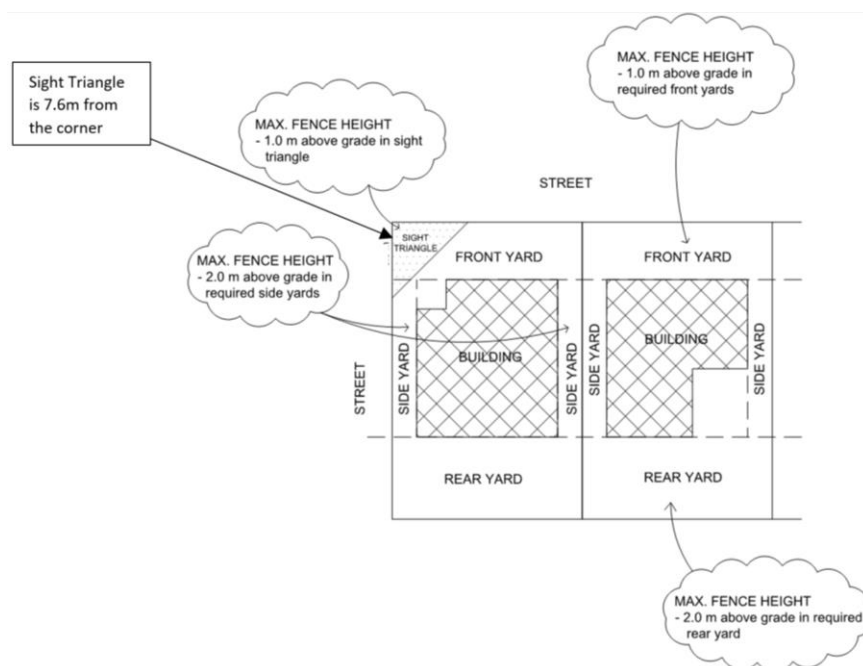 MAX. FENCE HEIGHT
- 1.0 m above grade in
required front yards
Sight Triangle
is 7.6m from
the corner
MAX. FENCE HEIGHT
- 1.0 m above grade in sight
triangle
STREET
SIGHT
TRIANGLE
FRONT YARD
FRONT YARD
MAX. FENCE HEIGHT
- 2.0 m above grade in
required side yards
BUILDING
BUILDING
SIDE YARD
SIDE YARD
SIDE YARD
SIDE YARD
STREET
REAR YARD
REAR YARD
MAX. FENCE HEIGHT
- 2.0 m above grade in required
rear yard